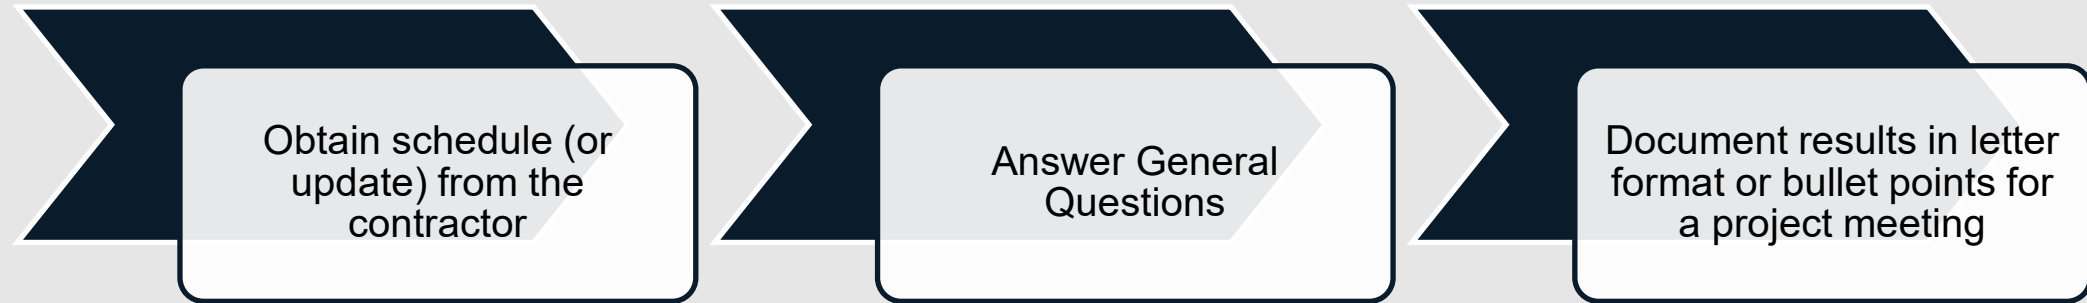 Obtain schedule (or
update) from the
contractor
Answer General
Questions
Document results in letter
format or bullet points for
a project meeting